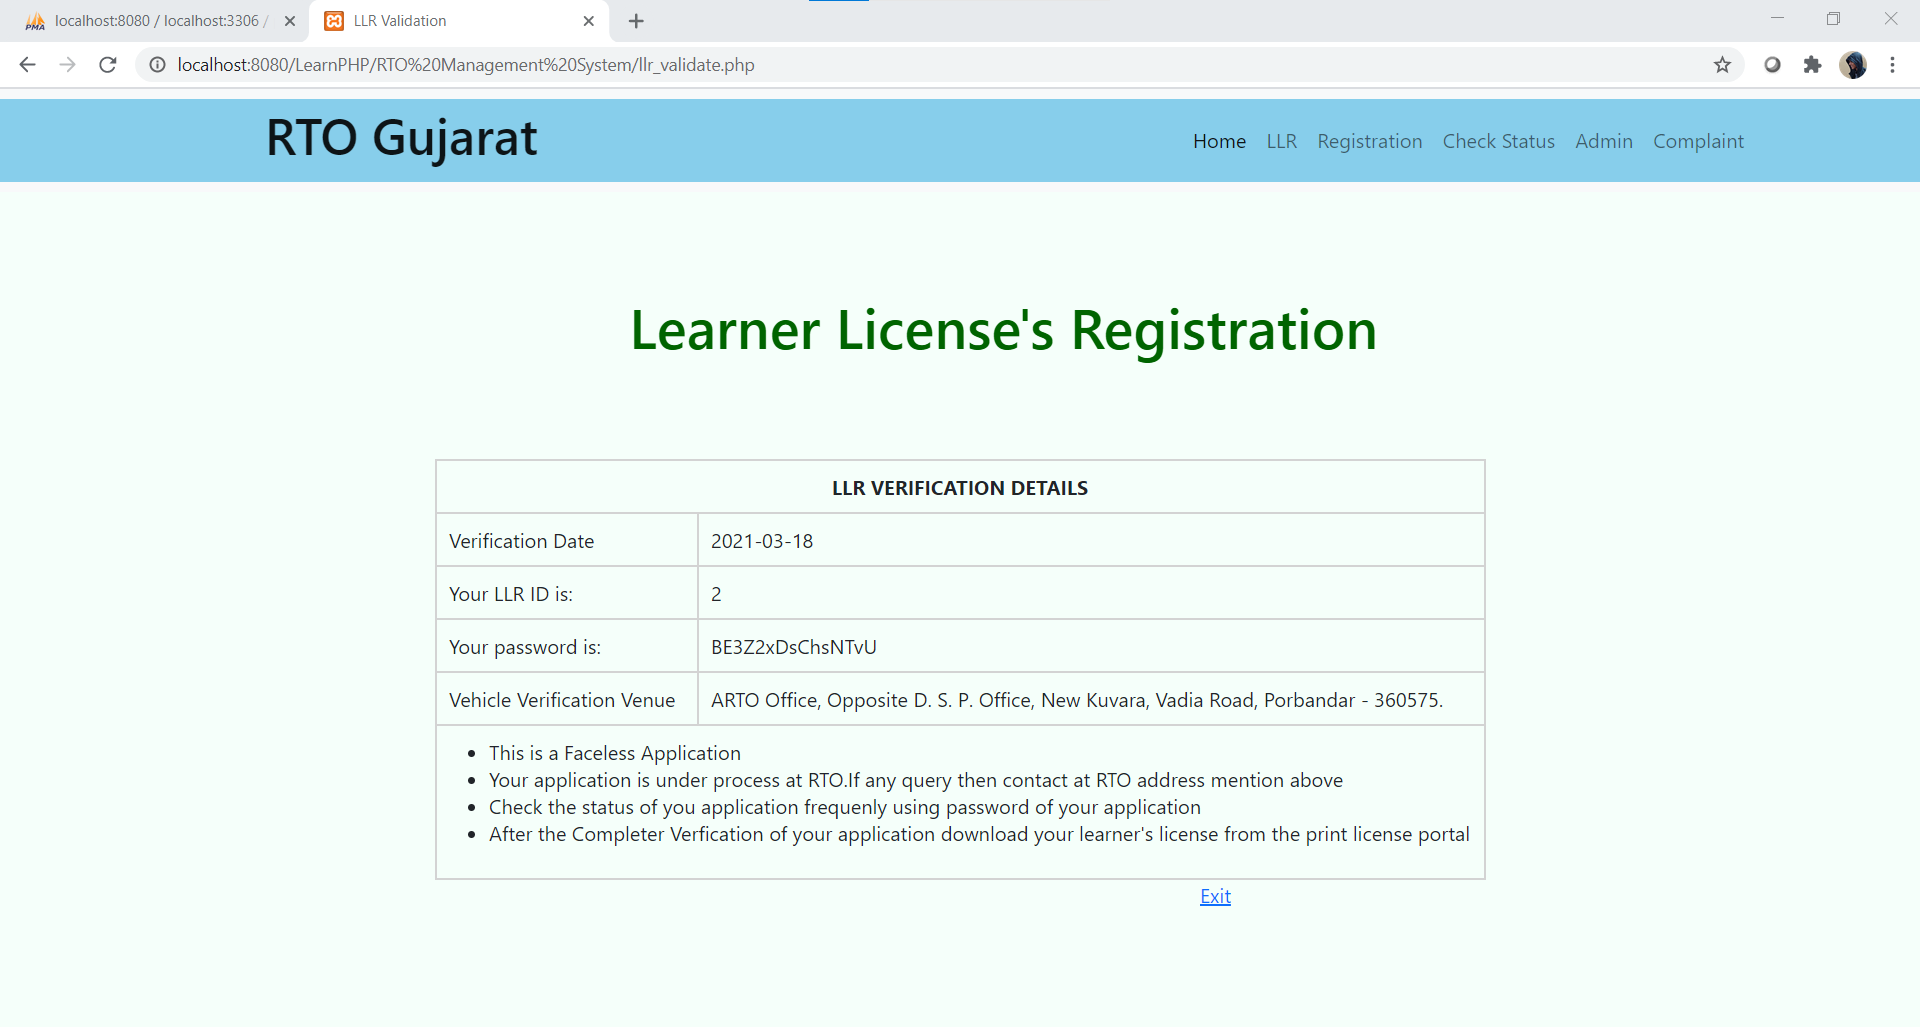 localhost:8080 / localhost:3306 /
LLR Validation
localhost:8080/LearnPHP/RTO%20Management%20System/llr_validate.php
RTO Gujarat
Home LLR Registration Check Status Admin Complaint
Learner License's Registration
LLR VERIFICATION DETAILS
Verification Date 2021-03-18
Your LLR ID is: 2
Your password is: BE3Z2xDsChsNTvU
Vehicle Verification Venue ARTO Office, Opposite D. S. P. Office, New Kuvara, Vadia Road, Porbandar - 360575.
• This is a Faceless Application
• Your application is under process at RTO.If any query then contact at RTO address mention above
• Check the status of you application frequenly using password of your application
• After the Completer Verfication of your application download your learner's license from the print license portal
Exit